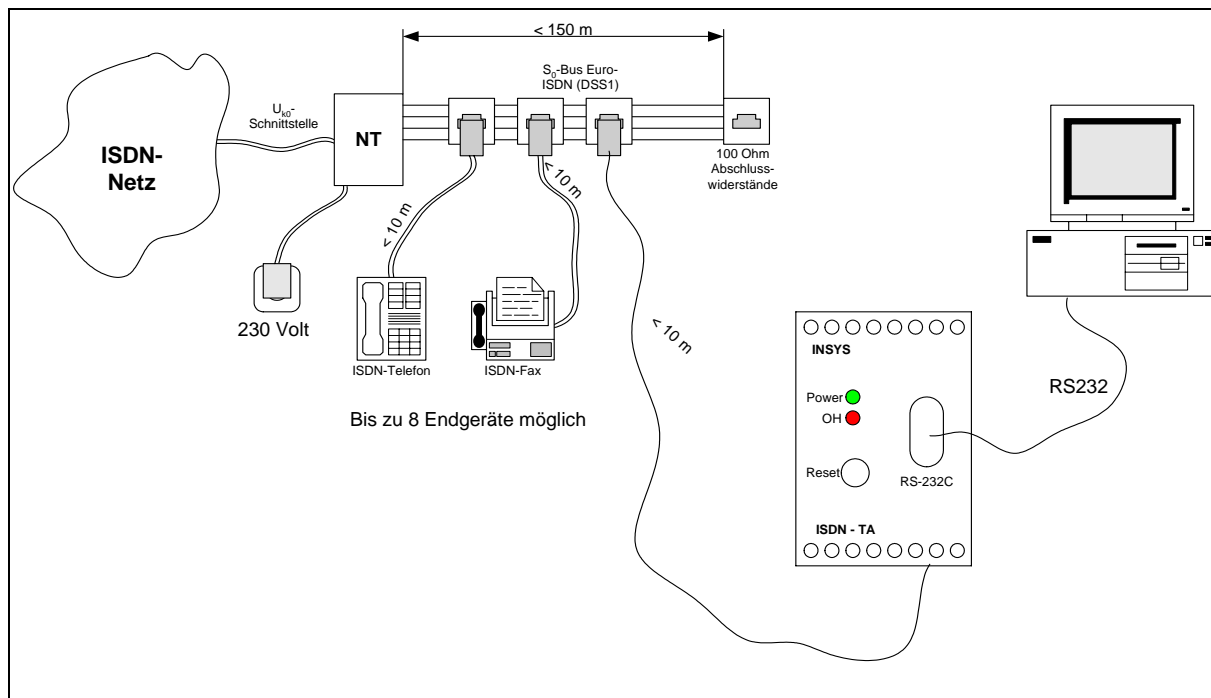 < 150 m
S₀-Bus Euro-
ISDN (DSS1)
Uₖ₀-
Schnittstelle
NT
ISDN-
Netz
100 Ohm
Abschluss-
widerstände
< 10 m
< 10 m
< 10 m
230 Volt
ISDN-Telefon
ISDN-Fax
Bis zu 8 Endgeräte möglich
INSYS
Power
OH
Reset
RS-232C
ISDN - TA
RS232